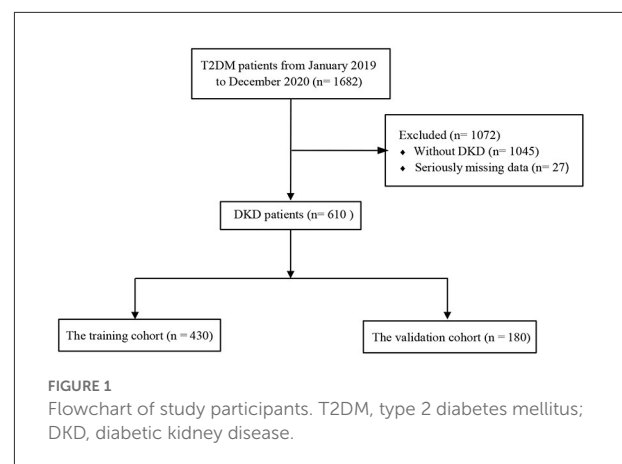 T2DM patients from January 2019
to December 2020 (n= 1682)
Excluded (n= 1072)
♦ Without DKD (n= 1045)
♦ Seriously missing data (n= 27)
DKD patients (n= 610 )
The training cohort (n = 430)
The validation cohort (n = 180)
FIGURE 1
Flowchart of study participants. T2DM, type 2 diabetes mellitus;
DKD, diabetic kidney disease.